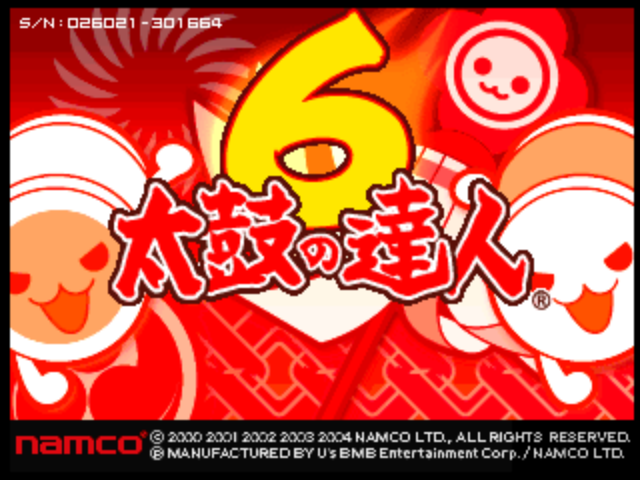 S/N:026021-301664
6
太鼓の達人®
namco® © 2000 2001 2002 2003 2004 NAMCO LTD., ALL RIGHTS RESERVED.
Ⓟ MANUFACTURED BY U's BMB Entertainment Corp./NAMCO LTD.